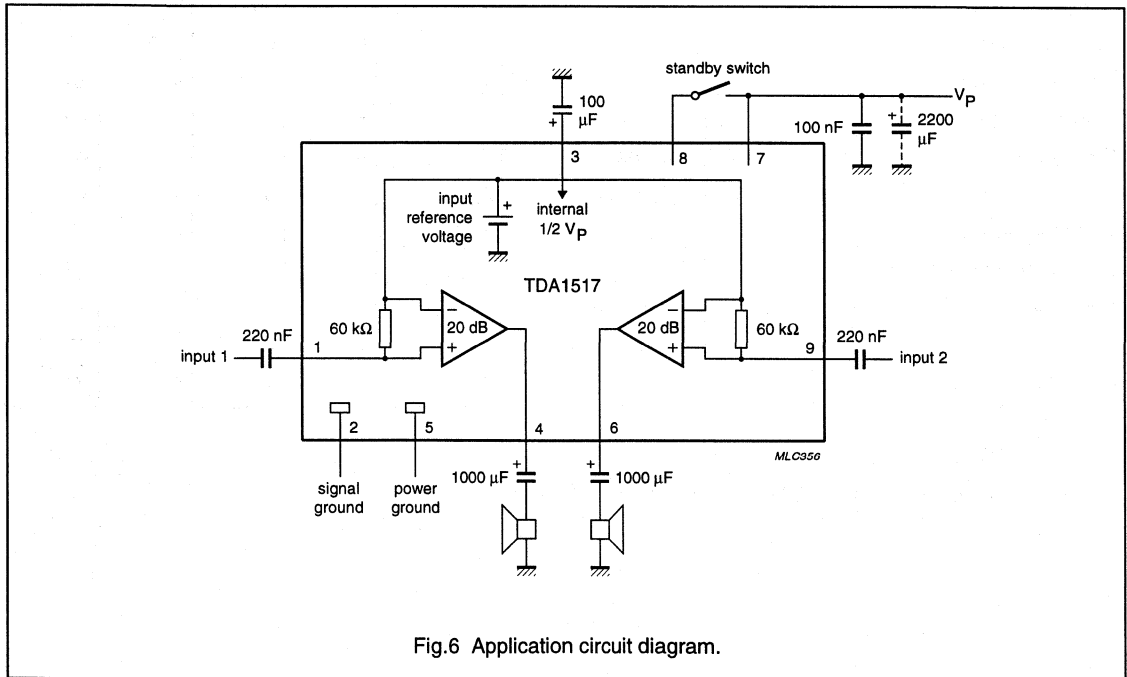 standby switch
100
µF
+
VP
100 nF
+
2200
µF
3
8
7
input
reference
voltage
+
internal
1/2 VP
TDA1517
60 kΩ
−
20 dB
+
−
20 dB
+
60 kΩ
220 nF
input 1
1
9
220 nF
input 2
2
5
4
6
MLC356
signal
ground
power
ground
1000 µF
+
+
1000 µF
Fig.6 Application circuit diagram.